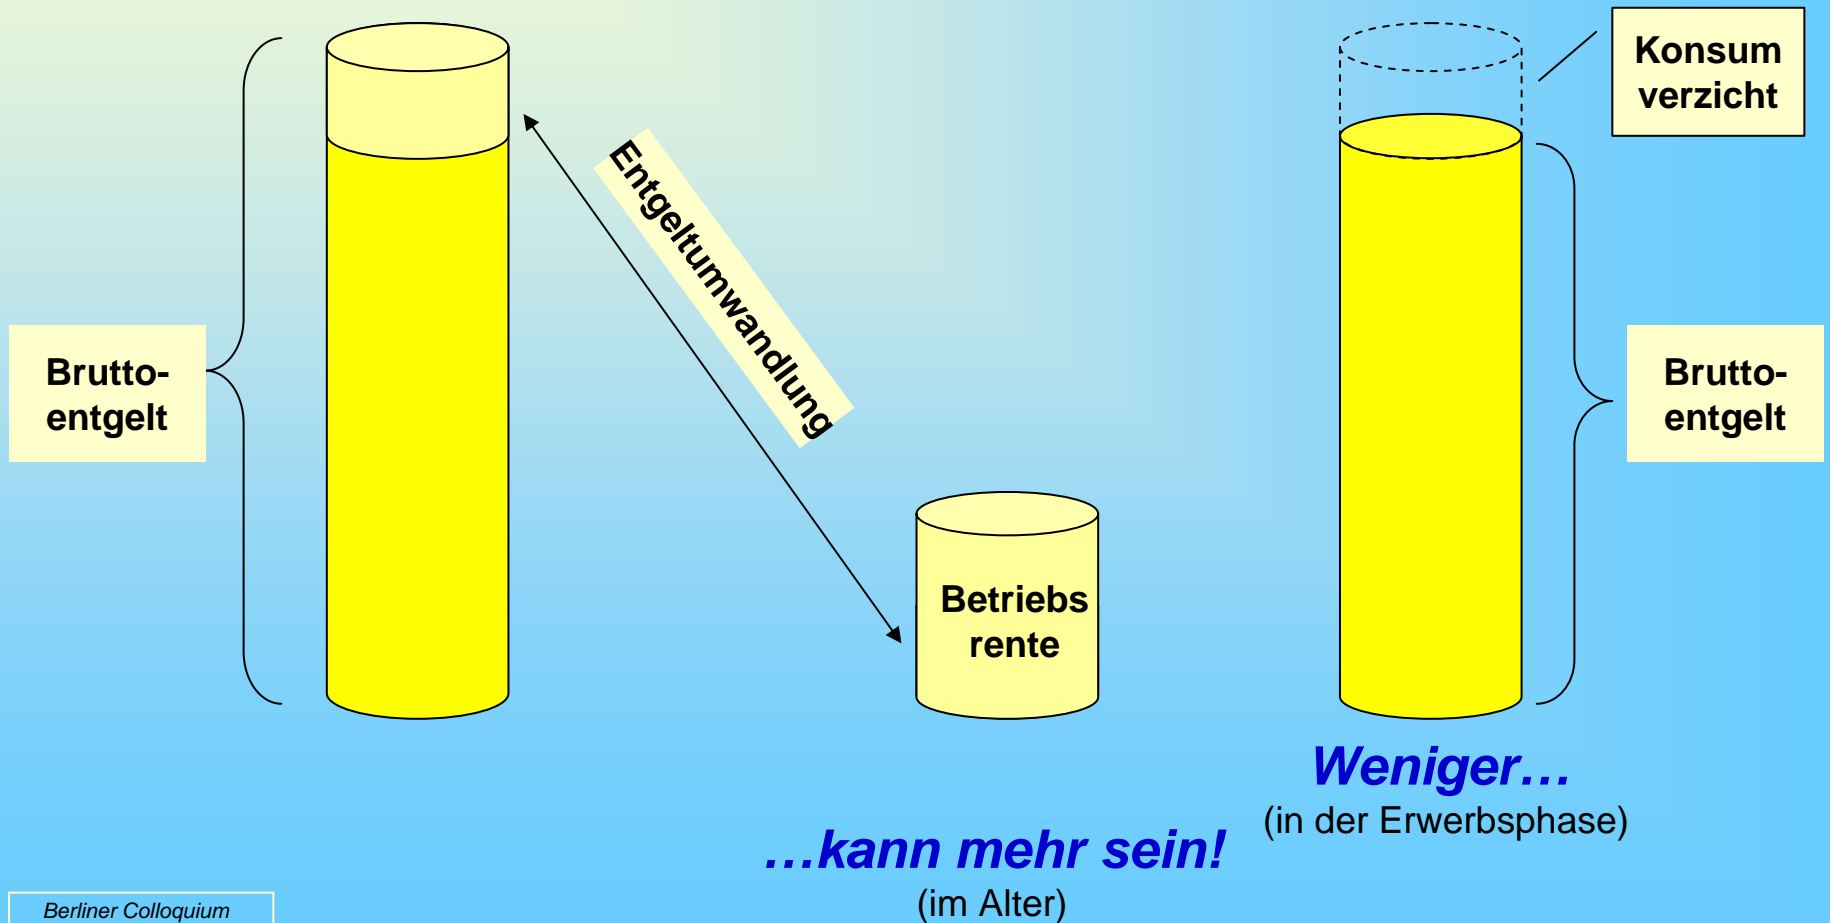 Konsum
verzicht
Entgeltumwandlung
Brutto-
entgelt
Brutto-
entgelt
Betriebs
rente
Weniger…
(in der Erwerbsphase)
…kann mehr sein!
(im Alter)
Berliner Colloquium